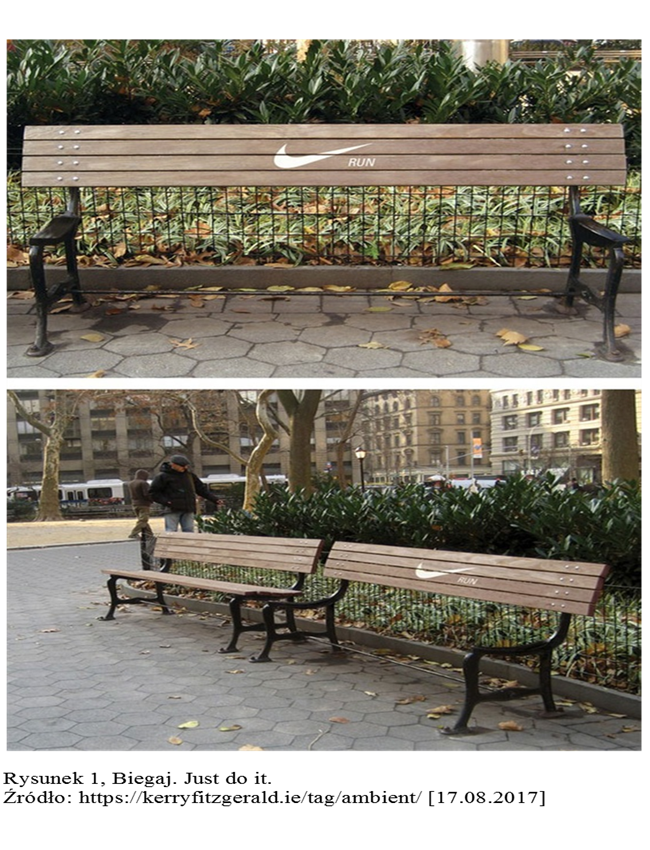 RUN
RUN
Rysunek 1, Biegaj. Just do it.
Źródło: https://kerryfitzgerald.ie/tag/ambient/ [17.08.2017]